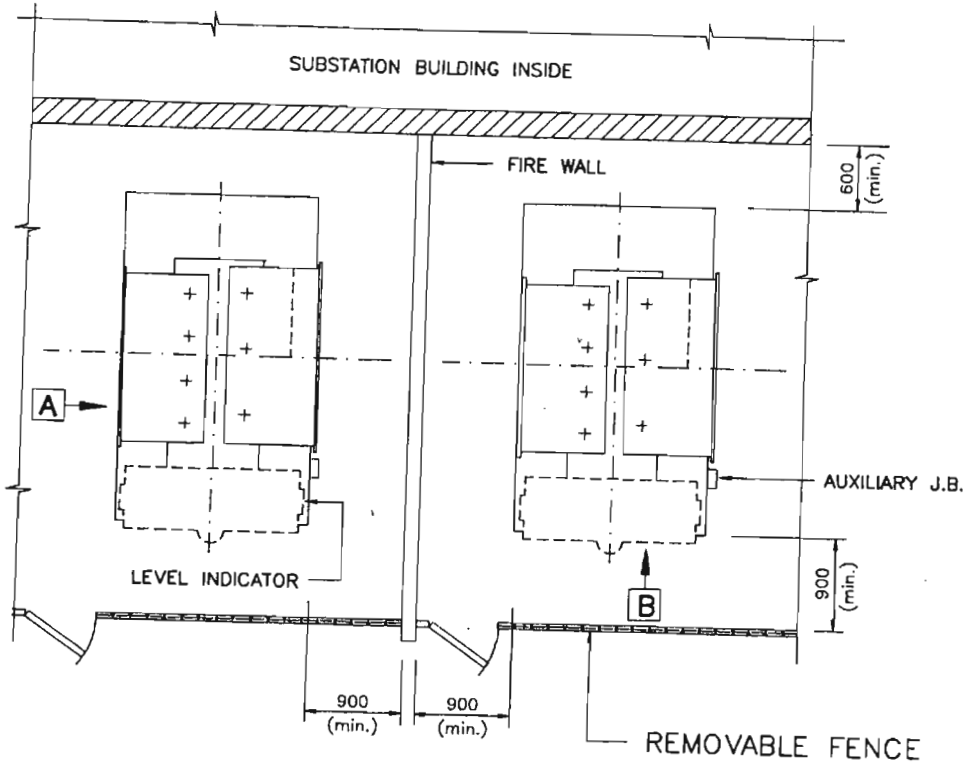 SUBSTATION BUILDING INSIDE
FIRE WALL
600
(min.)
A
AUXILIARY J.B.
LEVEL INDICATOR
B
900
(min.)
900
(min.)
900
(min.)
REMOVABLE FENCE